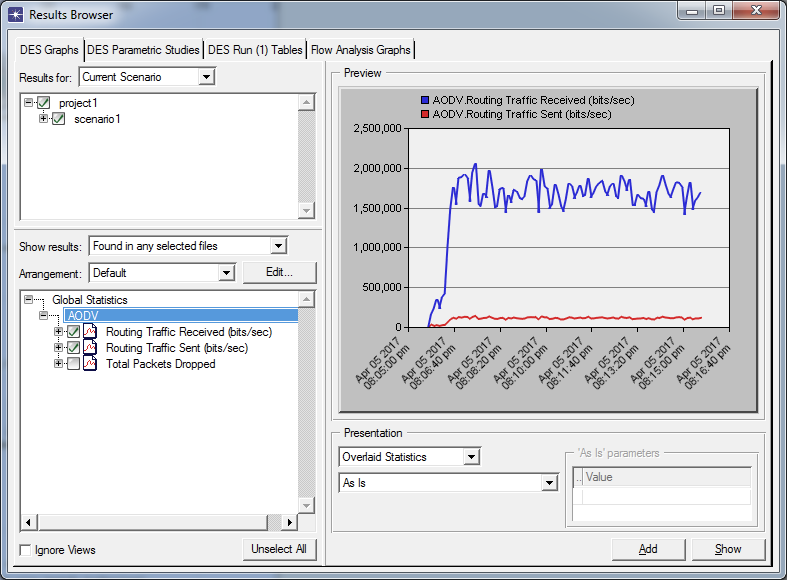 Results Browser
DES Graphs DES Parametric Studies DES Run (1) Tables Flow Analysis Graphs
Results for: Current Scenario
project1
scenario1
Show results: Found in any selected files
Arrangement: Default Edit...
Global Statistics
AODV
Routing Traffic Received (bits/sec)
Routing Traffic Sent (bits/sec)
Total Packets Dropped
Ignore Views Unselect All
Preview
AODV.Routing Traffic Received (bits/sec)
AODV.Routing Traffic Sent (bits/sec)
2,500,000
2,000,000
1,500,000
1,000,000
500,000
0
Apr 05 2017
08:05:00 pm
Apr 05 2017
08:06:40 pm
Apr 05 2017
08:08:20 pm
Apr 05 2017
08:10:00 pm
Apr 05 2017
08:11:40 pm
Apr 05 2017
08:13:20 pm
Apr 05 2017
08:15:00 pm
Apr 05 2017
08:16:40 pm
Presentation
Overlaid Statistics
As Is
'As Is' parameters
.. Value
Add Show